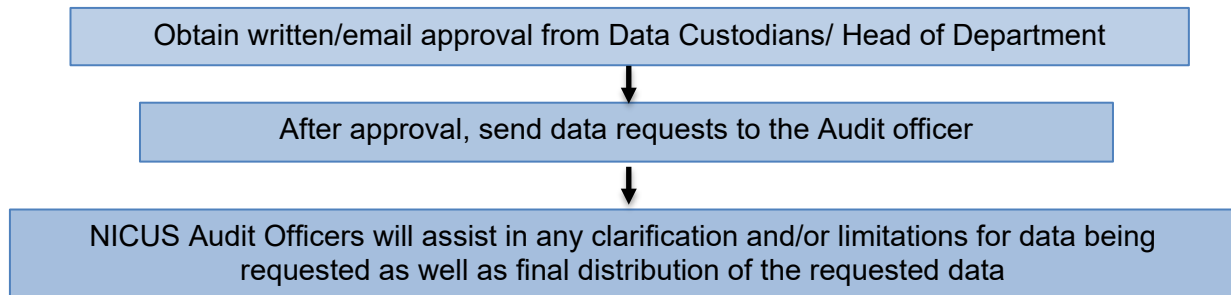 Obtain written/email approval from Data Custodians/ Head of Department
After approval, send data requests to the Audit officer
NICUS Audit Officers will assist in any clarification and/or limitations for data being
requested as well as final distribution of the requested data